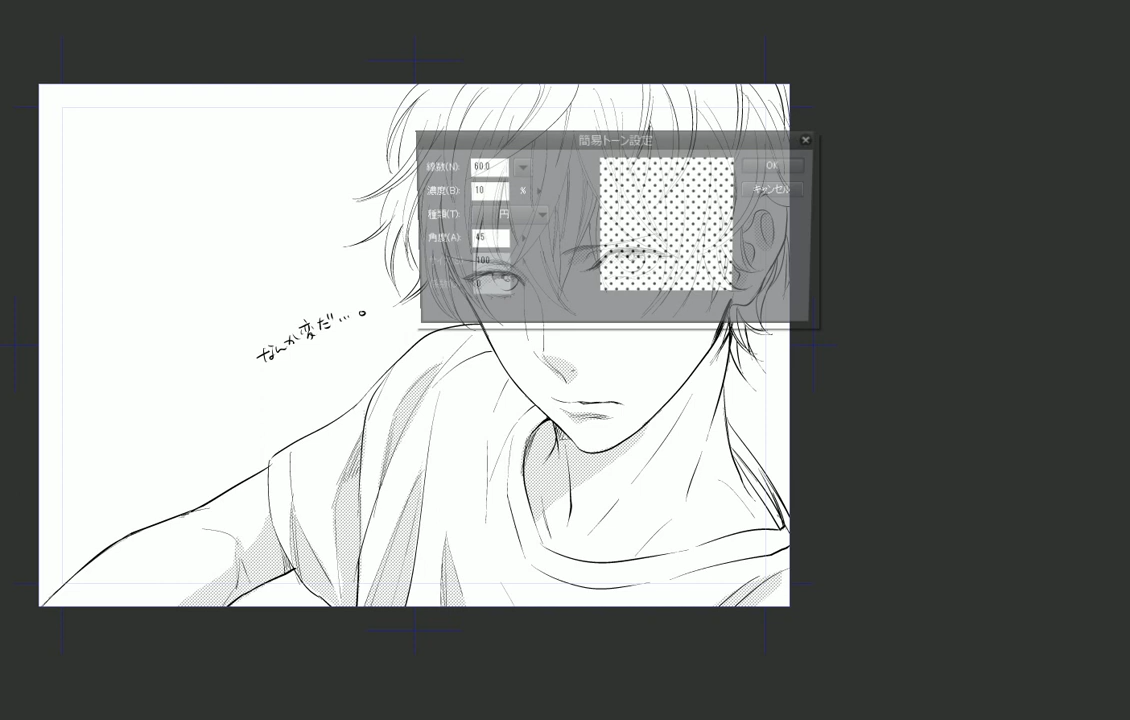 簡易トーン設定
線数(N): 60.0
OK
濃度(B): 10 %
キャンセル
種類(T): 円
角度(A): 45
100
0
なんか変だ…。